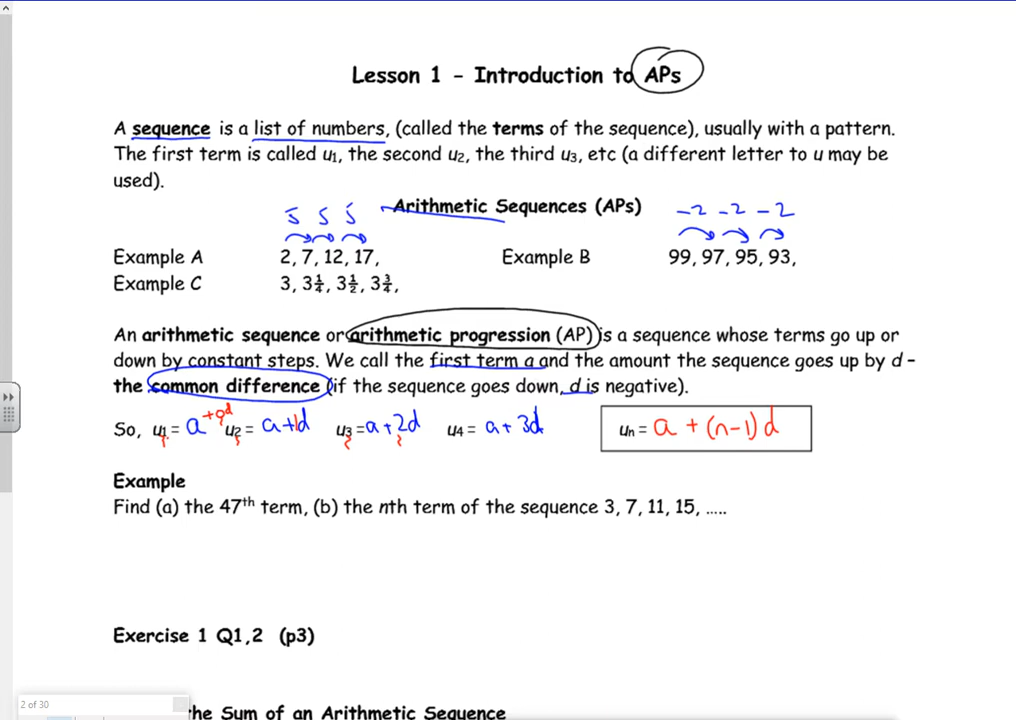 Lesson 1 - Introduction to APs
A sequence is a list of numbers, (called the terms of the sequence), usually with a pattern.
The first term is called u₁, the second u₂, the third u₃, etc (a different letter to u may be
used).
Arithmetic Sequences (APs)
5 5 5 -2 -2 -2
Example A 2, 7, 12, 17, Example B 99, 97, 95, 93,
Example C 3, 3¼, 3½, 3¾,
An arithmetic sequence or arithmetic progression (AP) is a sequence whose terms go up or
down by constant steps. We call the first term a and the amount the sequence goes up by d –
the common difference (if the sequence goes down, d is negative).
So, u₁ = a +0d u₂ = a+1d u₃ =a+2d u₄ = a+3d uₙ = a + (n-1)d
Example
Find (a) the 47th term, (b) the nth term of the sequence 3, 7, 11, 15, .....
Exercise 1 Q1,2 (p3)
2 of 30
the Sum of an Arithmetic Sequence